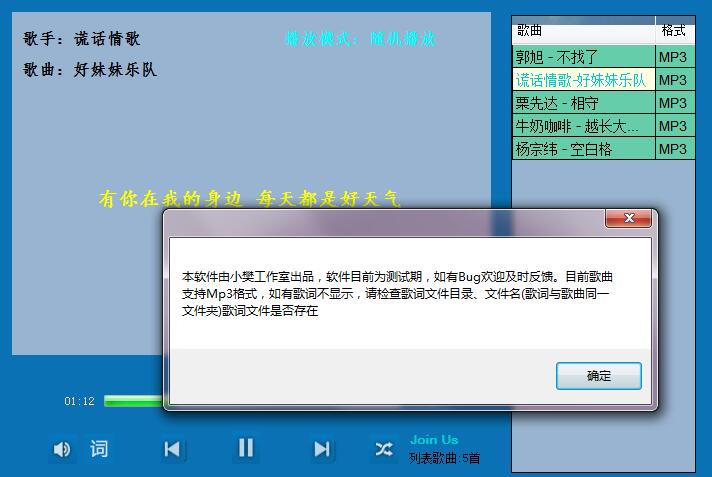 歌手：谎话情歌
播放模式：随机播放
歌曲：好妹妹乐队
有你在我的身边 每天都是好天气
歌曲 格式
郭旭 - 不找了 MP3
谎话情歌-好妹妹乐队 MP3
栗先达 - 相守 MP3
牛奶咖啡 - 越长大... MP3
杨宗纬 - 空白格 MP3
本软件由小樊工作室出品，软件目前为测试期，如有Bug欢迎及时反馈。目前歌曲
支持Mp3格式，如有歌词不显示，请检查歌词文件目录、文件名(歌词与歌曲同一
文件夹)歌词文件是否存在
确定
01:12
词
Join Us
列表歌曲:5首